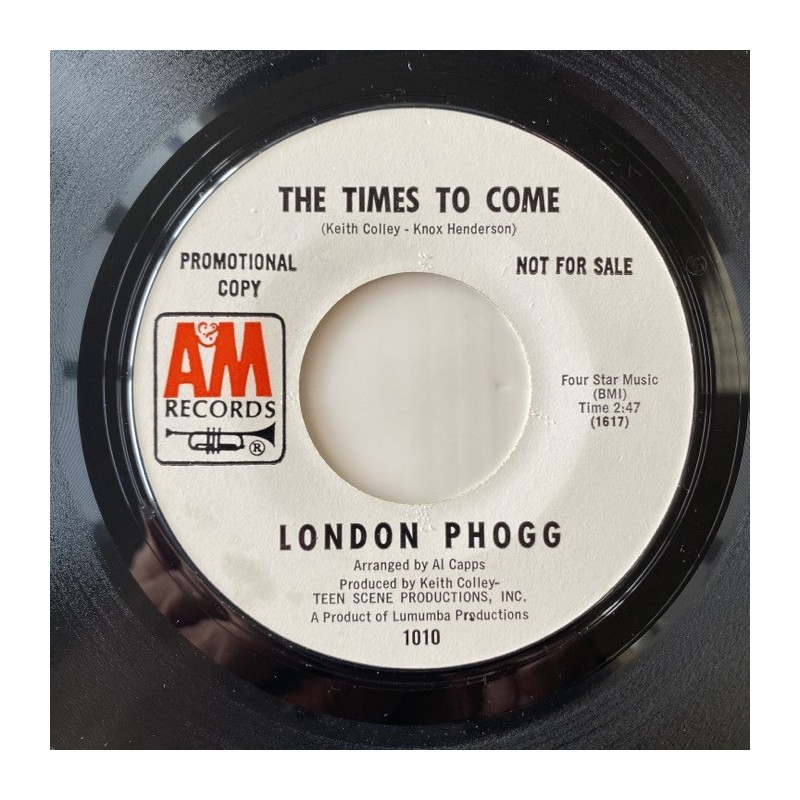 THE TIMES TO COME
(Keith Colley - Knox Henderson)
PROMOTIONAL
COPY
NOT FOR SALE
A&M
RECORDS
®
Four Star Music
(BMI)
Time 2:47
(1617)
LONDON PHOGG
Arranged by Al Capps
Produced by Keith Colley-
TEEN SCENE PRODUCTIONS, INC.
A Product of Lumumba Productions
1010